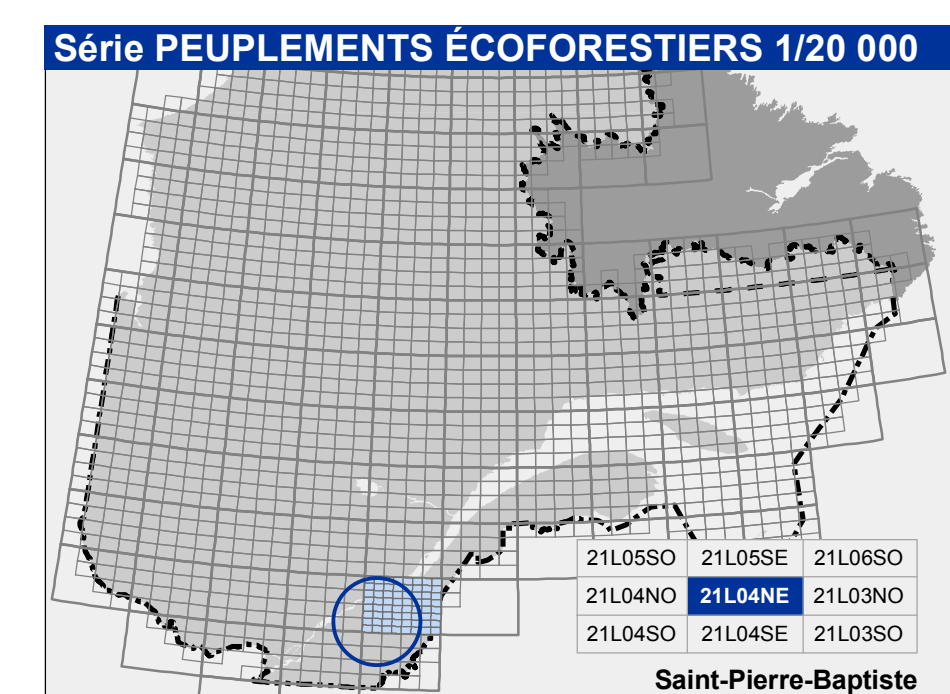 Série PEUPLEMENTS ÉCOFORESTIERS 1/20 000
21L05SO 21L05SE 21L06SO
21L04NO 21L04NE 21L03NO
21L04SO 21L04SE 21L03SO
Saint-Pierre-Baptiste